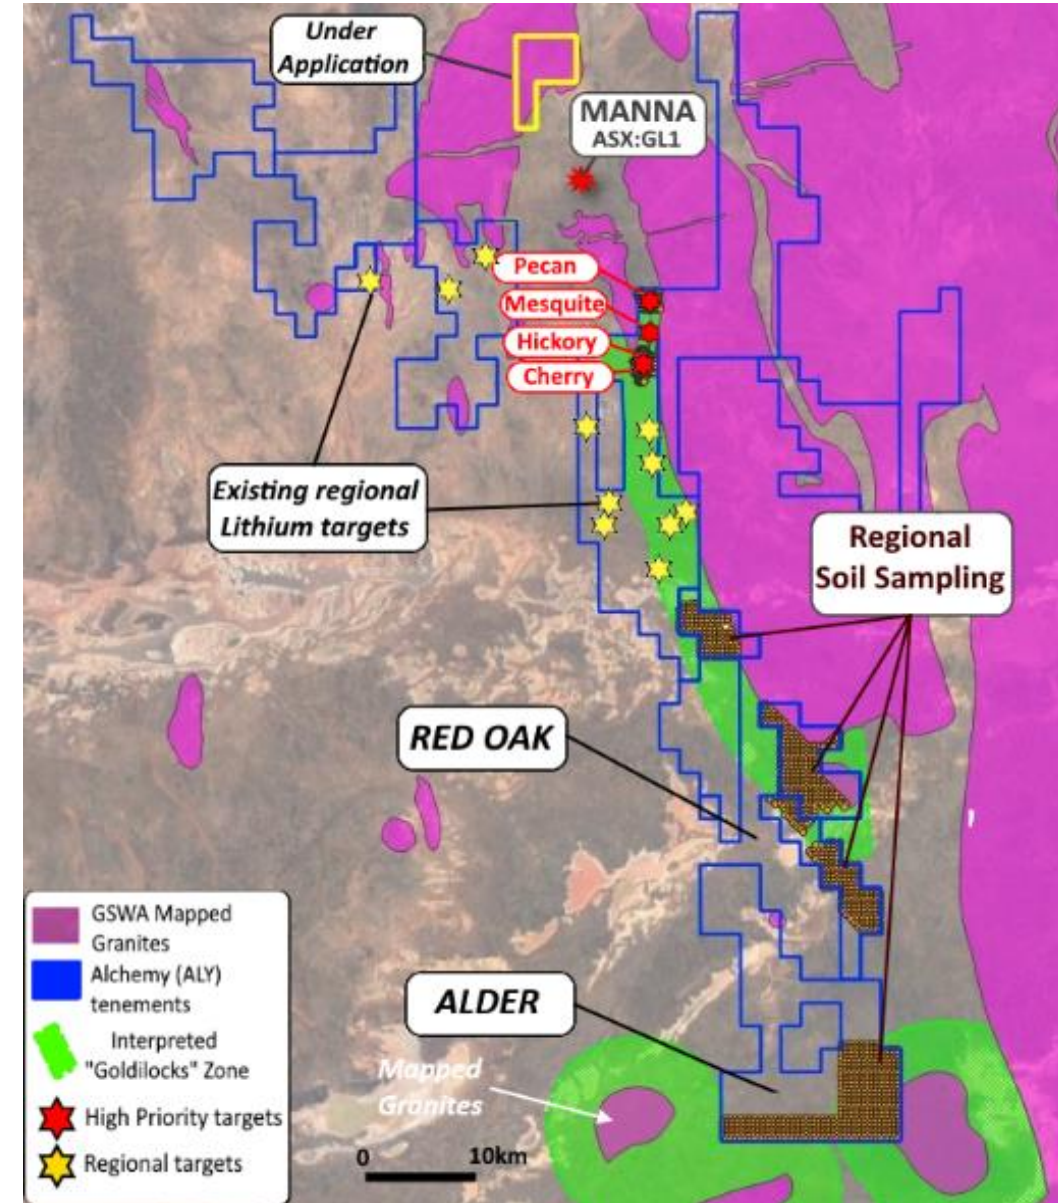 Under
Application
MANNA
ASX:GL1
Pecan
Mesquite
Hickory
Cherry
Existing regional
Lithium targets
Regional
Soil Sampling
RED OAK
ALDER
Mapped
Granites
GSWA Mapped
Granites
Alchemy (ALY)
tenements
Interpreted
"Goldilocks" Zone
High Priority targets
Regional targets
0 10km